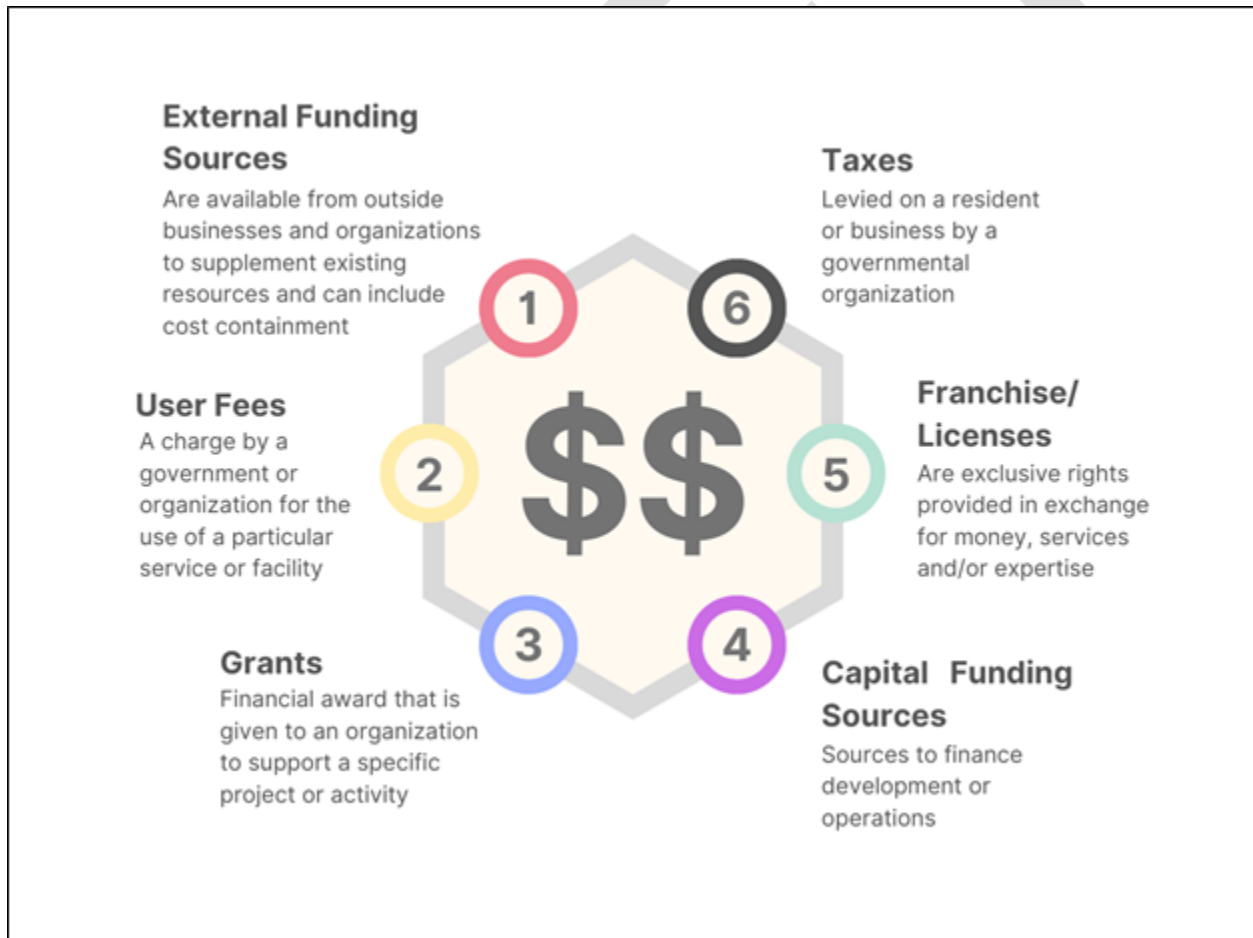 External Funding
Sources
Are available from outside
businesses and organizations
to supplement existing
resources and can include
cost containment
1
User Fees
A charge by a
government or
organization for the
use of a particular
service or facility
2
Grants
Financial award that is
given to an organization
to support a specific
project or activity
3
$$
4
Capital Funding
Sources
Sources to finance
development or
operations
5
Franchise/
Licenses
Are exclusive rights
provided in exchange
for money, services
and/or expertise
6
Taxes
Levied on a resident
or business by a
governmental
organization